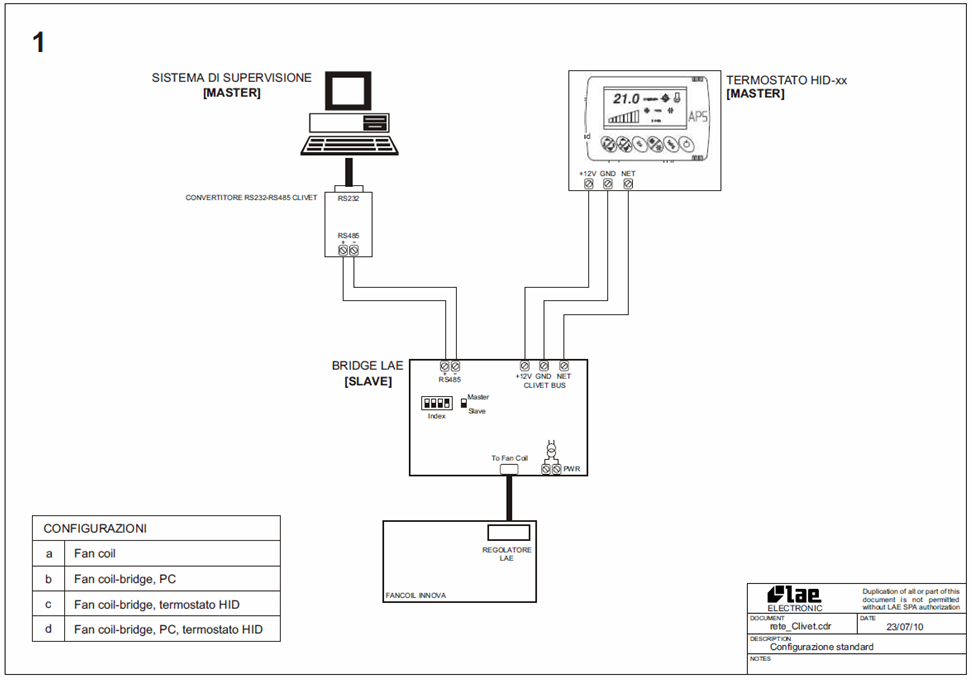 1
SISTEMA DI SUPERVISIONE
[MASTER]
TERMOSTATO HID-xx
[MASTER]
21.0
APS
+12V GND NET
CONVERTITORE RS232-RS485 CLIVET
RS232
RS485
+ −
BRIDGE LAE
[SLAVE]
+ −
RS485
+12V GND NET
CLIVET BUS
Master
Slave
Index
To Fan Coil
PWR
REGOLATORE
LAE
FANCOIL INNOVA
CONFIGURAZIONI
a Fan coil
b Fan coil-bridge, PC
c Fan coil-bridge, termostato HID
d Fan coil-bridge, PC, termostato HID
lae
ELECTRONIC
Duplication of all or part of this
document is not permitted
without LAE SPA authorization
DOCUMENT
rete_Clivet.cdr
DATE
23/07/10
DESCRIPTION
Configurazione standard
NOTES